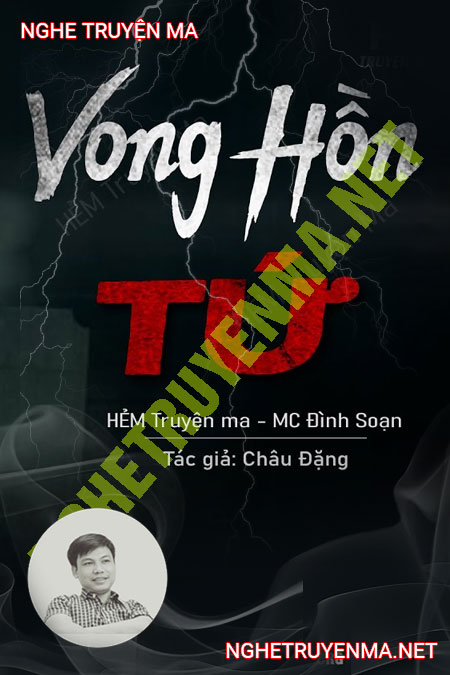 NGHE TRUYỆN MA
Vong Hồn
TỨ
HẺM Truyện ma - MC Đình Soạn
Tác giả: Châu Đặng
NGHETRUYENMA.NET
NGHETRUYENMA.NET